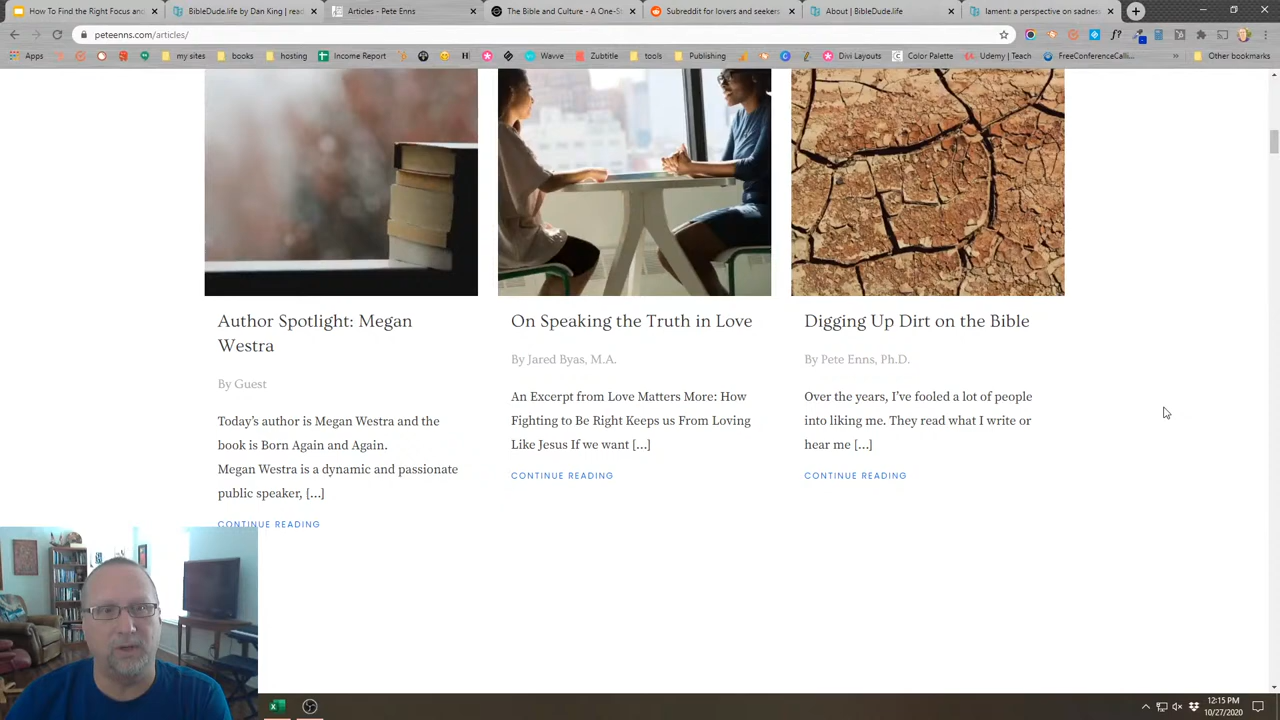 How To Find the Right Focus and
BibleDude.life by Dan King | read
Articles - Pete Enns
The Bible and Culture - A One-St
Subreddit for lovers and seekers
About | BibleDude.life
lament: a perspective on sadness
peteenns.com/articles/
Apps
my sites
books
hosting
Income Report
Wavve
Zubtitle
tools
Publishing
Divi Layouts
Color Palette
Udemy | Teach
FreeConferenceCalli...
Other bookmarks
Author Spotlight: Megan
Westra
By Guest
Today's author is Megan Westra and the
book is Born Again and Again.
Megan Westra is a dynamic and passionate
public speaker, [...]
CONTINUE READING
On Speaking the Truth in Love
By Jared Byas, M.A.
An Excerpt from Love Matters More: How
Fighting to Be Right Keeps us From Loving
Like Jesus If we want [...]
CONTINUE READING
Digging Up Dirt on the Bible
By Pete Enns, Ph.D.
Over the years, I've fooled a lot of people
into liking me. They read what I write or
hear me [...]
CONTINUE READING
12:15 PM
10/27/2020